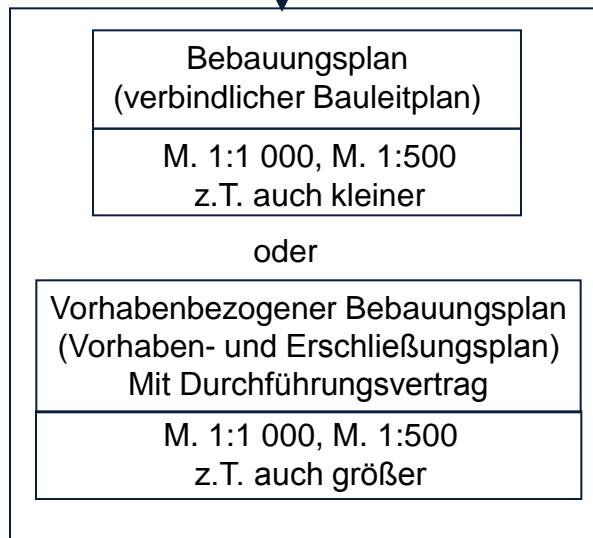 Bebauungsplan
(verbindlicher Bauleitplan)
M. 1:1 000, M. 1:500
z.T. auch kleiner
oder
Vorhabenbezogener Bebauungsplan
(Vorhaben- und Erschließungsplan)
Mit Durchführungsvertrag
M. 1:1 000, M. 1:500
z.T. auch größer